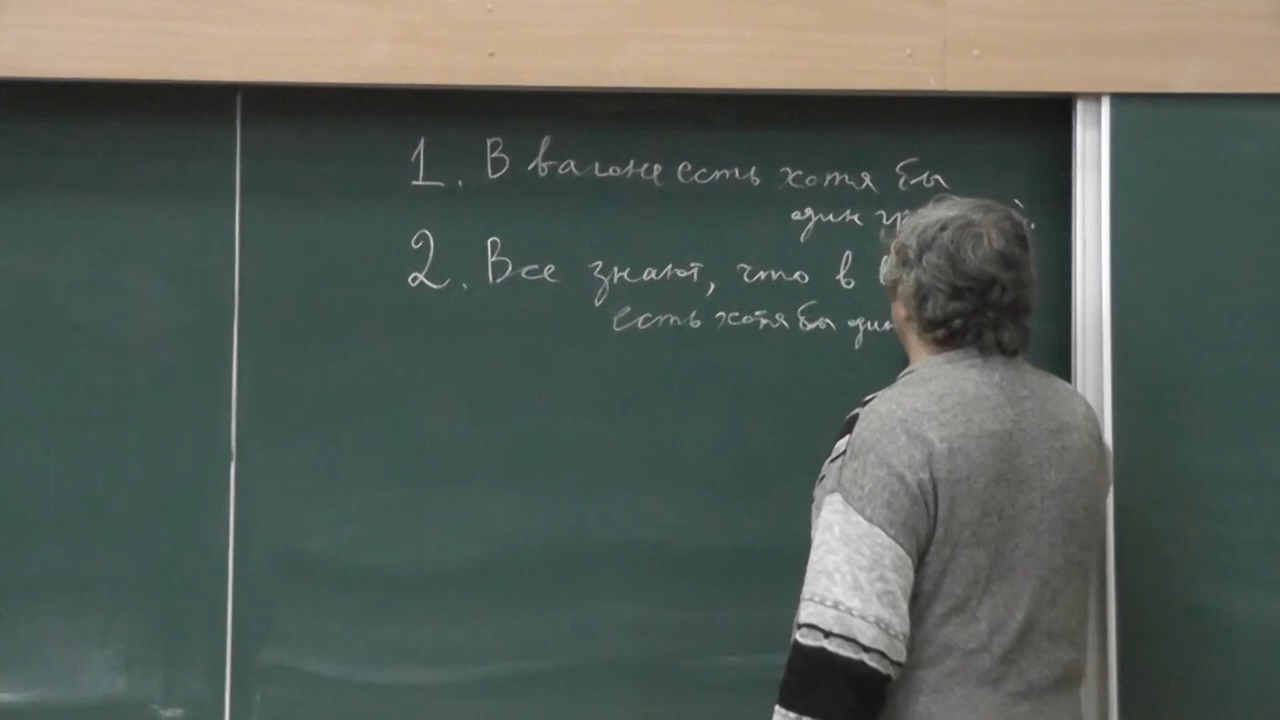 1. В вагоне есть хотя бы
один
2. Все знают, что в
есть хотя бы один